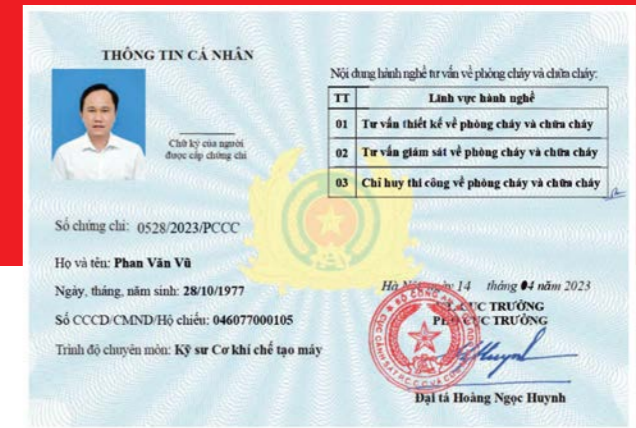 THÔNG TIN CÁ NHÂN
Chữ ký của người
được cấp chứng chỉ
Số chứng chỉ: 0528/2023/PCCC
Họ và tên: Phan Văn Vũ
Ngày, tháng, năm sinh: 28/10/1977
Số CCCD/CMND/Hộ chiếu: 046077000105
Trình độ chuyên môn: Kỹ sư Cơ khí chế tạo máy
Nội dung hành nghề tư vấn về phòng cháy và chữa cháy:
TT Lĩnh vực hành nghề
01 Tư vấn thiết kế về phòng cháy và chữa cháy
02 Tư vấn giám sát về phòng cháy và chữa cháy
03 Chỉ huy thi công về phòng cháy và chữa cháy
Hà Nội, ngày 14 tháng 04 năm 2023
CỤC TRƯỞNG
PHÓ CỤC TRƯỞNG
Đại tá Hoàng Ngọc Huynh